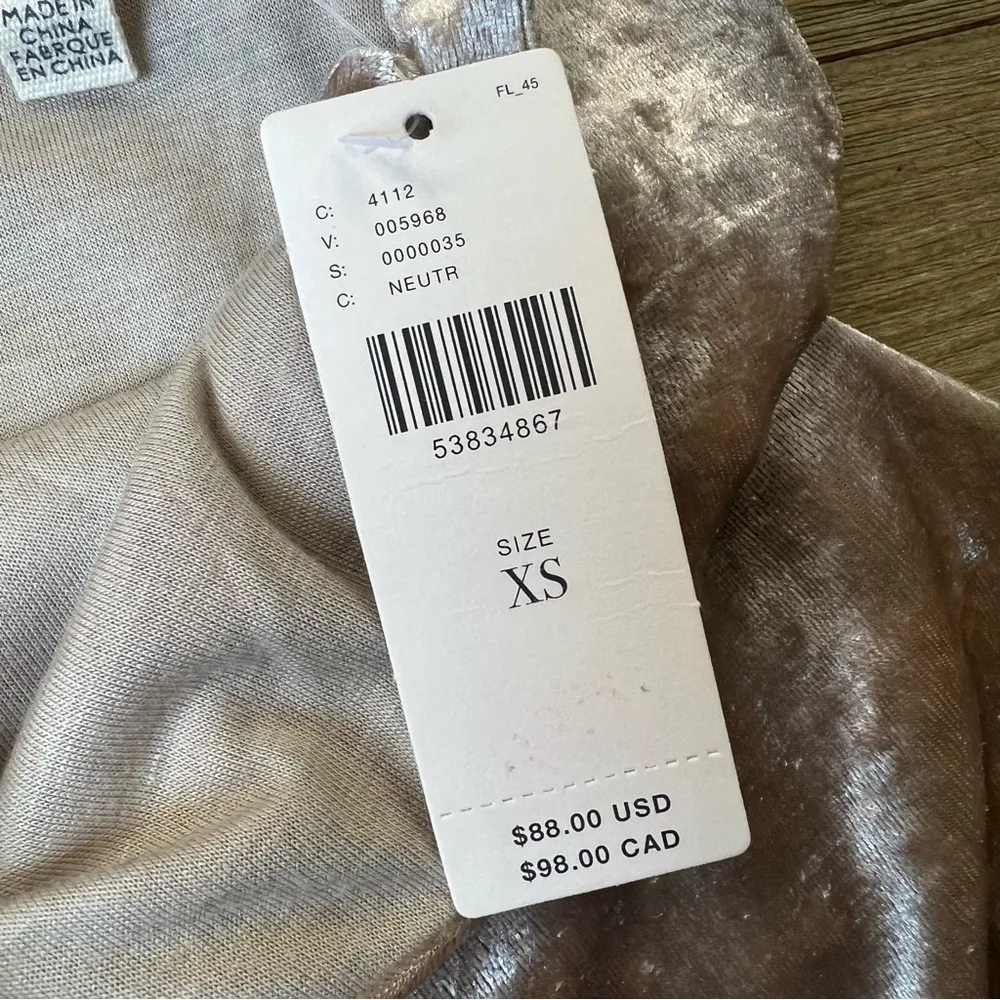 MADE IN
CHINA
FABRQUE
EN CHINA
FL_45
C: 4112
V: 005968
S: 0000035
C: NEUTR
53834867
SIZE
XS
$88.00 USD
$98.00 CAD